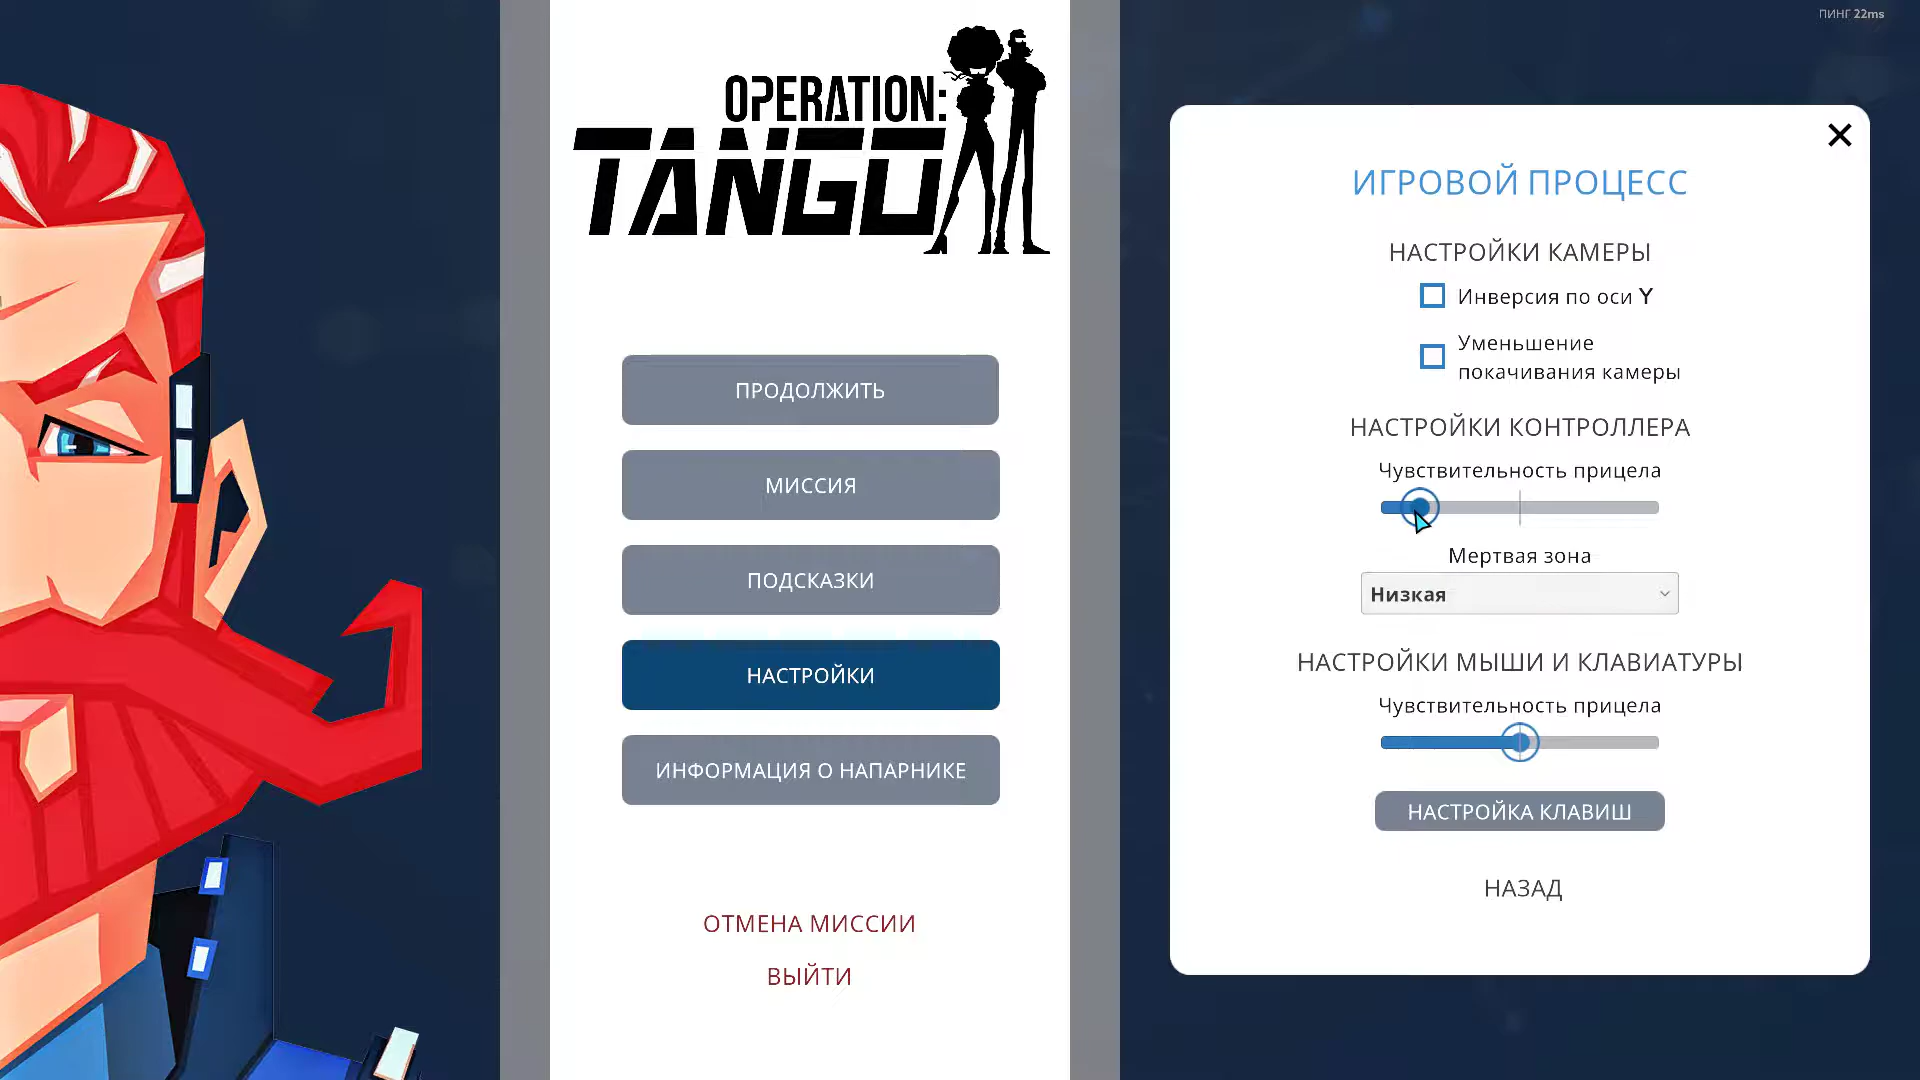 ПИНГ 22ms
OPERATION:
TANGO
ПРОДОЛЖИТЬ
МИССИЯ
ПОДСКАЗКИ
НАСТРОЙКИ
ИНФОРМАЦИЯ О НАПАРНИКЕ
ОТМЕНА МИССИИ
ВЫЙТИ
ИГРОВОЙ ПРОЦЕСС
НАСТРОЙКИ КАМЕРЫ
Инверсия по оси Y
Уменьшение
покачивания камеры
НАСТРОЙКИ КОНТРОЛЛЕРА
Чувствительность прицела
Мертвая зона
Низкая
НАСТРОЙКИ МЫШИ И КЛАВИАТУРЫ
Чувствительность прицела
НАСТРОЙКА КЛАВИШ
НАЗАД